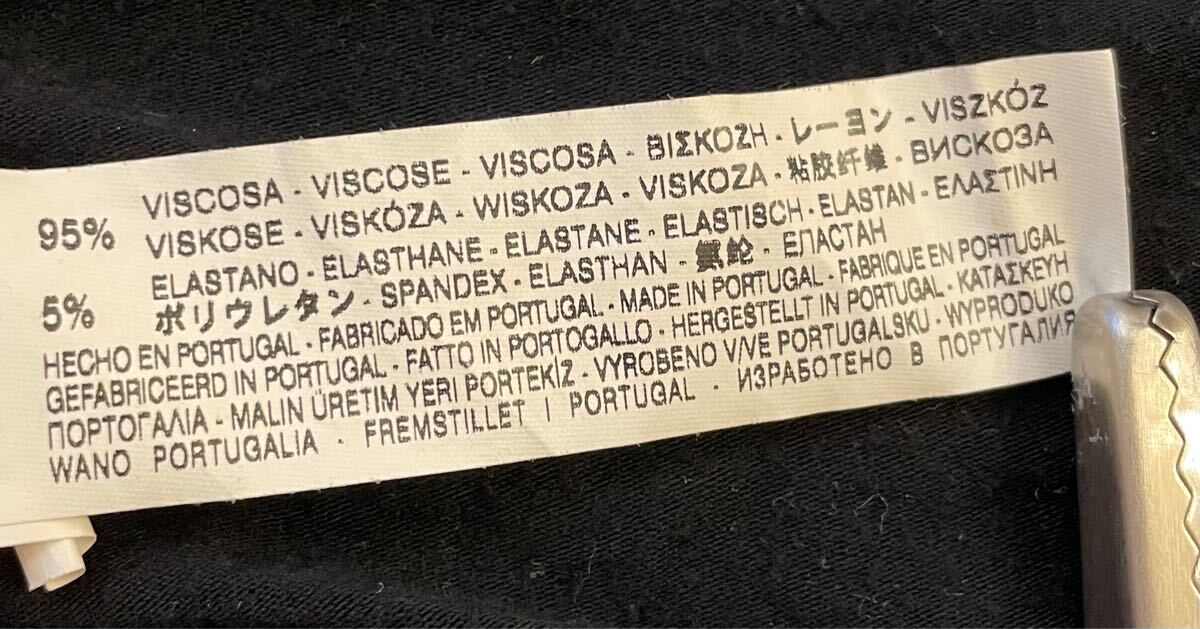 95% VISCOSA - VISCOSE - VISCOSA - ΒΙΣΚΟΖΗ - レーヨン - VISZKÓZ
VISKOSE - VISKÓZA - WISKOZA - VISKOZA - 粘胶纤维 - ВИСКОЗА
5% ELASTANO - ELASTHANE - ELASTANE - ELASTISCH - ELASTAN - ΕΛΑΣΤΙΝΗ
ポリウレタン - SPANDEX - ELASTHAN - 氨纶 - ЕПАСТАН
HECHO EN PORTUGAL - FABRICADO EM PORTUGAL - MADE IN PORTUGAL - FABRIQUE EN PORTUGAL
GEFABRICEERD IN PORTUGAL - FATTO IN PORTOGALLO - HERGESTELLT IN PORTUGAL - ΚΑΤΑΣΚΕΥΗ
ΠΟΡΤΟΓΑΛΙΑ - MALIN ÜRETIM YERI PORTEKİZ - VYROBENO V/VE PORTUGALSKU - WYPRODUKO
WANO PORTUGALIA · FREMSTILLET I PORTUGAL · ИЗРАБОТЕНО В ПОРТУГАЛИЯ